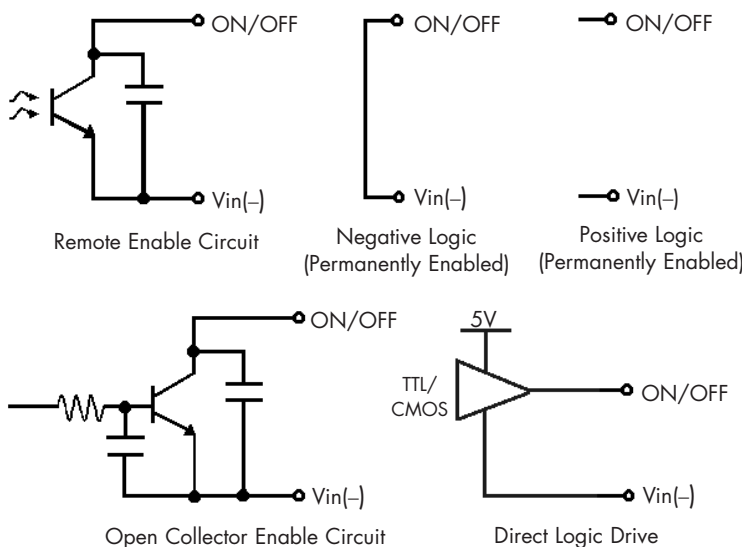 ON/OFF
Vin(–)
Remote Enable Circuit
ON/OFF
Vin(–)
Negative Logic
(Permanently Enabled)
ON/OFF
Vin(–)
Positive Logic
(Permanently Enabled)
ON/OFF
Vin(–)
Open Collector Enable Circuit
5V
TTL/
CMOS
ON/OFF
Vin(–)
Direct Logic Drive